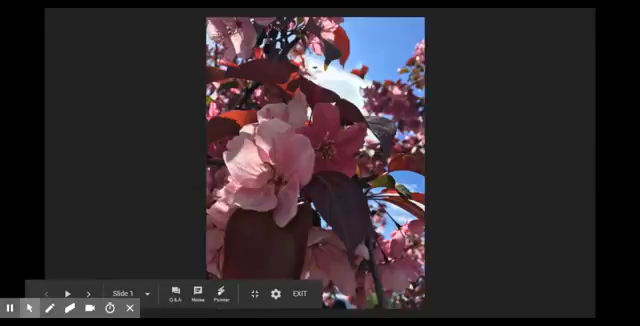 Slide 1
Q & A
Notes
Pointer
EXIT